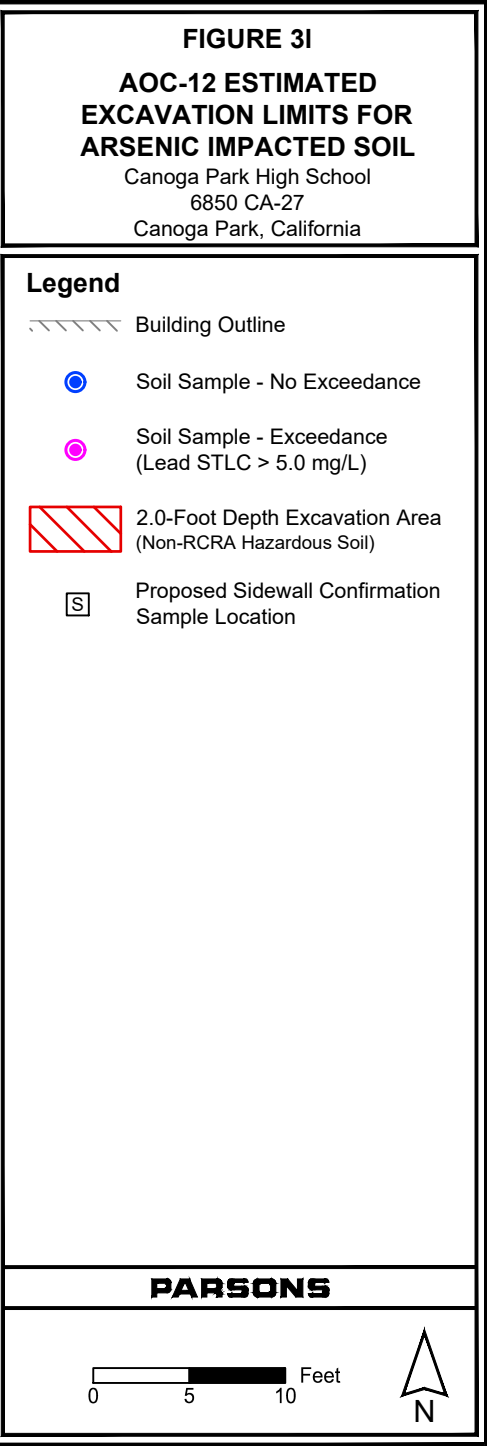 FIGURE 3I
AOC-12 ESTIMATED
EXCAVATION LIMITS FOR
ARSENIC IMPACTED SOIL
Canoga Park High School
6850 CA-27
Canoga Park, California
Legend
Building Outline
Soil Sample - No Exceedance
Soil Sample - Exceedance
(Lead STLC > 5.0 mg/L)
2.0-Foot Depth Excavation Area
(Non-RCRA Hazardous Soil)
S
Proposed Sidewall Confirmation
Sample Location
PARSONS
Feet
0 5 10
N